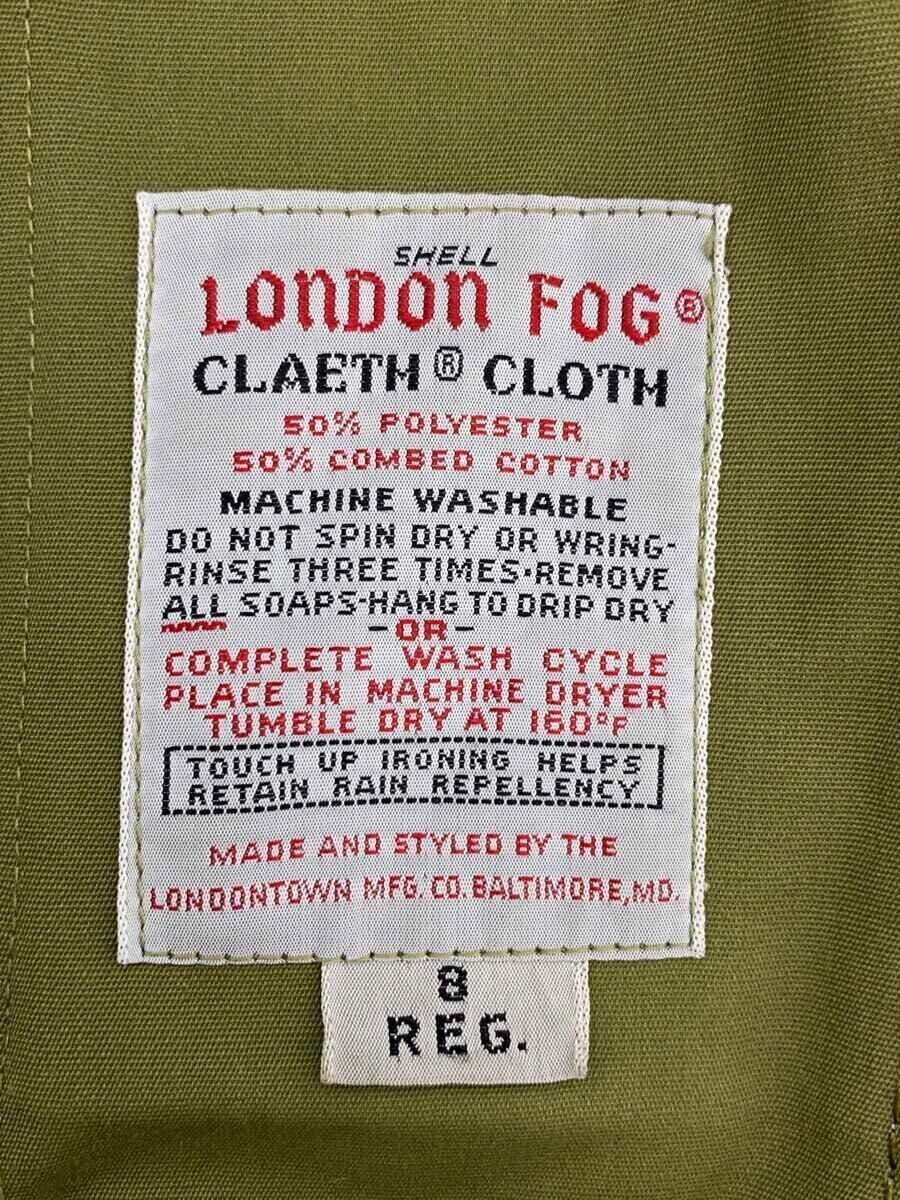 SHELL
LONDON FOG®
CLAETH® CLOTH
50% POLYESTER
50% COMBED COTTON
MACHINE WASHABLE
DO NOT SPIN DRY OR WRING-
RINSE THREE TIMES·REMOVE
ALL SOAPS-HANG TO DRIP DRY
-OR-
COMPLETE WASH CYCLE
PLACE IN MACHINE DRYER
TUMBLE DRY AT 160°F
TOUCH UP IRONING HELPS
RETAIN RAIN REPELLENCY
MADE AND STYLED BY THE
LONDONTOWN MFG. CO. BALTIMORE, MD.
8
REG.